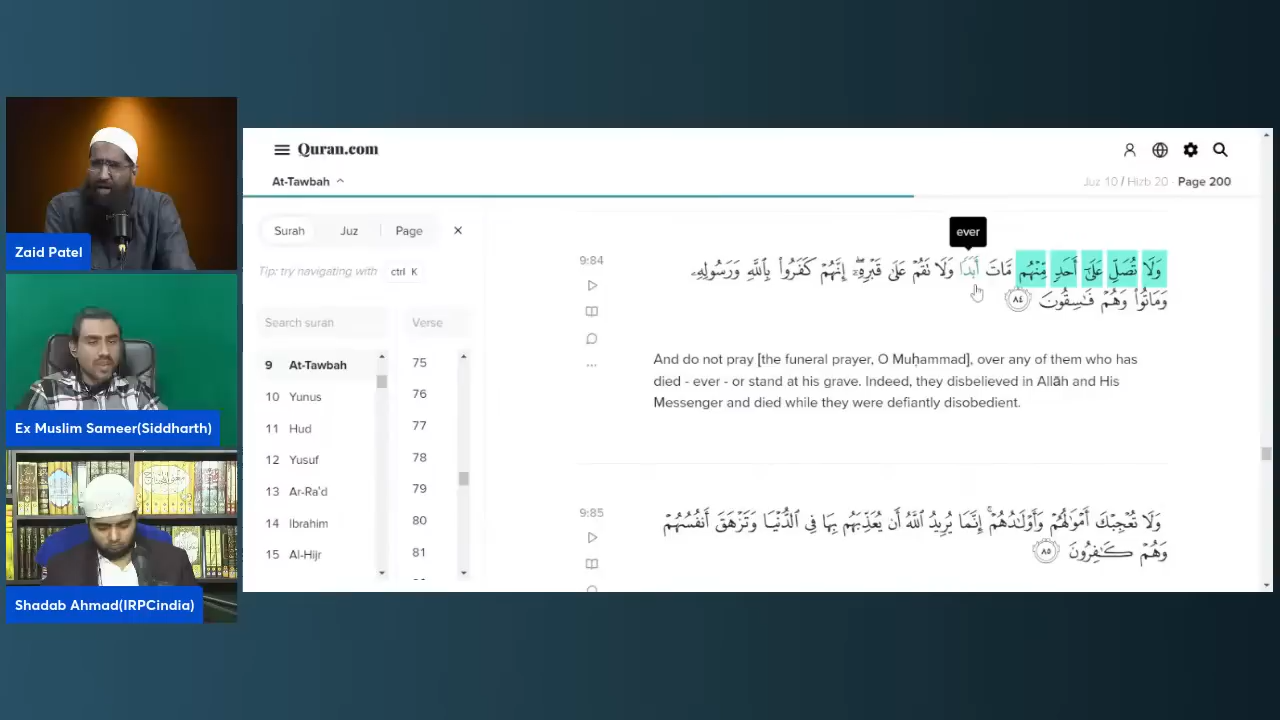 Zaid Patel
Ex Muslim Sameer(Siddharth)
Shadab Ahmad(IRPCindia)
Quran.com
At-Tawbah
Juz 10 / Hizb 20 - Page 200
Surah
Juz
Page
Tip: try navigating with ctrl K
Search surah
Verse
9 At-Tawbah
10 Yunus
11 Hud
12 Yusuf
13 Ar-Ra'd
14 Ibrahim
15 Al-Hijr
75
76
77
78
79
80
81
ever
9:84
وَلَا تُصَلِّ عَلَىٰٓ أَحَدٍ مِّنْهُم مَّاتَ أَبَدًا وَلَا تَقُمْ عَلَىٰ قَبْرِهِۦٓ ۖ إِنَّهُمْ كَفَرُوا۟ بِٱللَّهِ وَرَسُولِهِۦ
وَمَاتُوا۟ وَهُمْ فَـٰسِقُونَ ٨٤
And do not pray [the funeral prayer, O Muḥammad], over any of them who has
died - ever - or stand at his grave. Indeed, they disbelieved in Allāh and His
Messenger and died while they were defiantly disobedient.
9:85
وَلَا تُعْجِبْكَ أَمْوَٰلُهُمْ وَأَوْلَـٰدُهُمْ ۚ إِنَّمَا يُرِيدُ ٱللَّهُ أَن يُعَذِّبَهُم بِهَا فِى ٱلدُّنْيَا وَتَزْهَقَ أَنفُسُهُمْ
وَهُمْ كَـٰفِرُونَ ٨٥